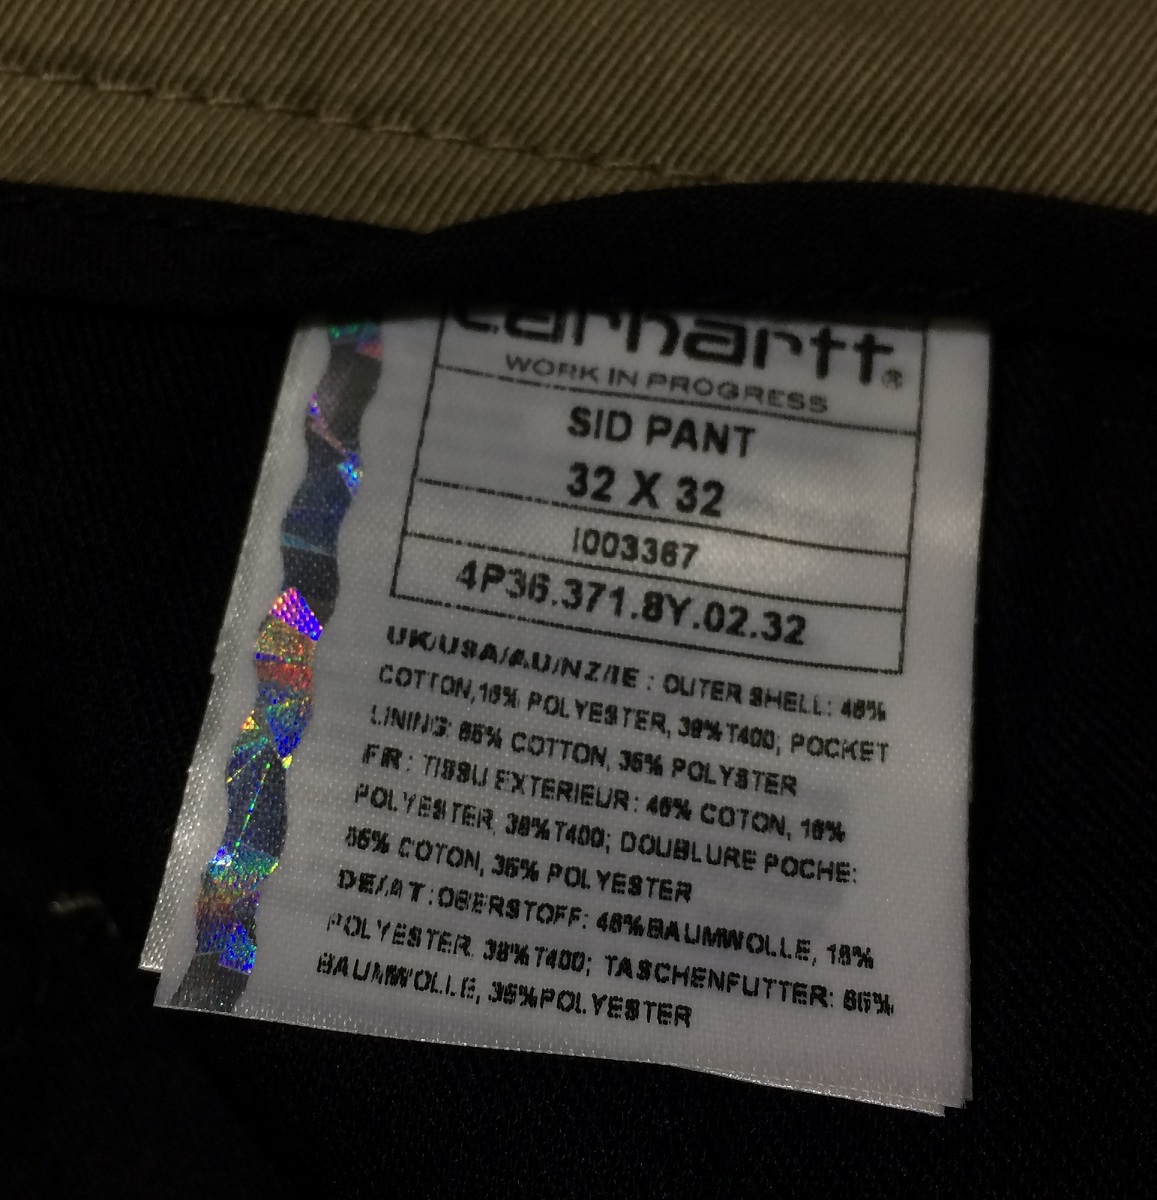 carhartt®
WORK IN PROGRESS
SID PANT
32 X 32
I003367
4P36.371.8Y.02.32
UK/USA/AU/NZ/IE : OUTER SHELL: 46%
COTTON,16% POLYESTER, 38%T400; POCKET
LINING: 65% COTTON, 35% POLYSTER
FR : TISSU EXTERIEUR: 46% COTON, 16%
POLYESTER, 38%T400; DOUBLURE POCHE:
65% COTON, 35% POLYESTER
DE/AT :OBERSTOFF: 46%BAUMWOLLE, 16%
POLYESTER, 38%T400; TASCHENFUTTER: 65%
BAUMWOLLE, 35%POLYESTER